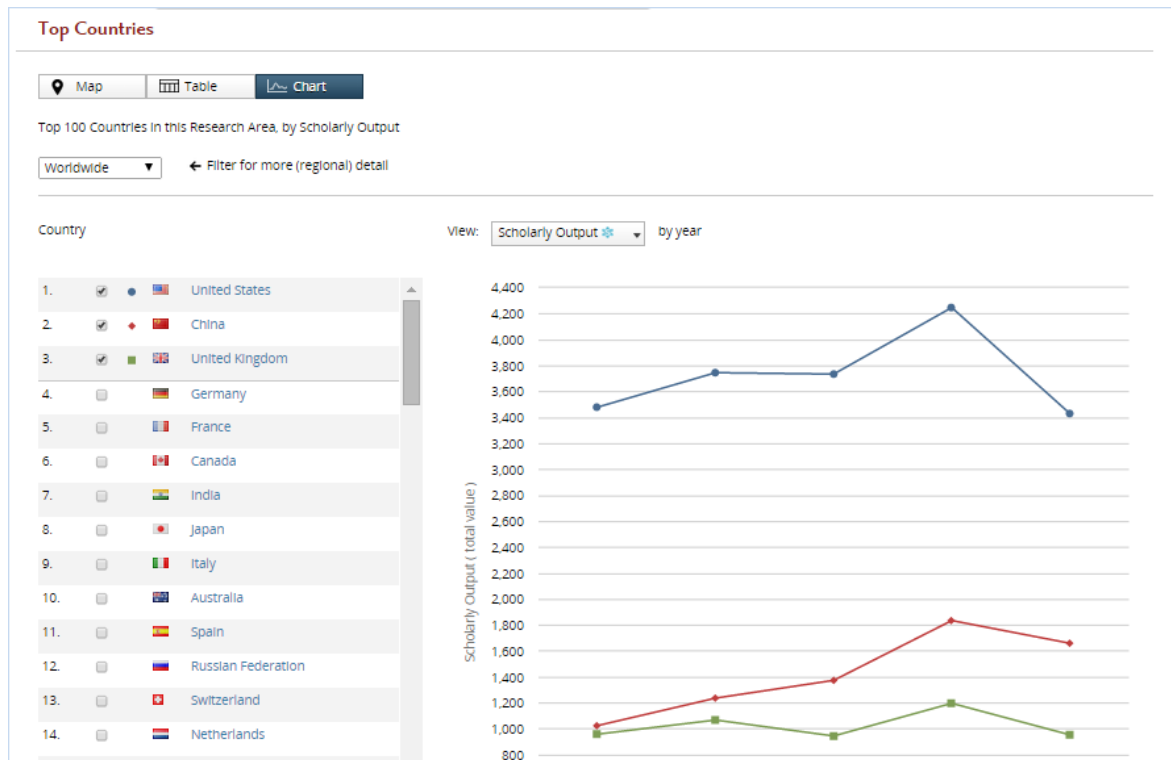 Top Countries
Map Table Chart
Top 100 Countries in this Research Area, by Scholarly Output
Worldwide ▼ ← Filter for more (regional) detail
Country
View: Scholarly Output by year
1. United States
2. China
3. United Kingdom
4. Germany
5. France
6. Canada
7. India
8. Japan
9. Italy
10. Australia
11. Spain
12. Russian Federation
13. Switzerland
14. Netherlands
Scholarly Output ( total value )
4,400
4,200
4,000
3,800
3,600
3,400
3,200
3,000
2,800
2,600
2,400
2,200
2,000
1,800
1,600
1,400
1,200
1,000
800